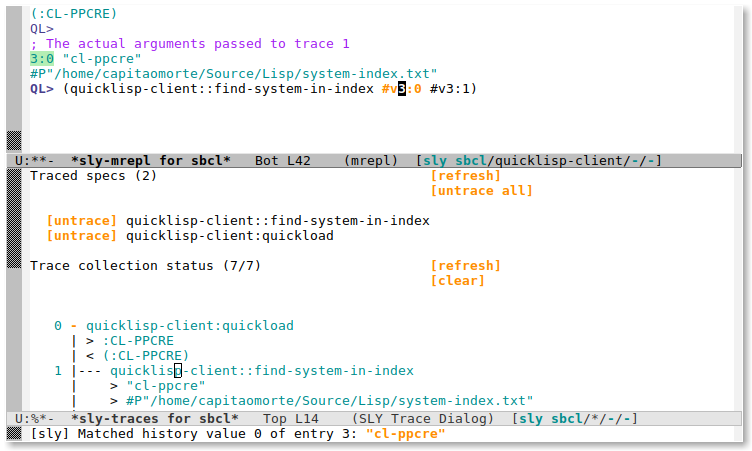 (:CL-PPCRE)
QL>
; The actual arguments passed to trace 1
3:0 "cl-ppcre"
#P"/home/capitaomorte/Source/Lisp/system-index.txt"
QL> (quicklisp-client::find-system-in-index #v3:0 #v3:1)
U:**- *sly-mrepl for sbcl* Bot L42 (mrepl) [sly sbcl/quicklisp-client/-/-]
Traced specs (2) [refresh]
[untrace all]
[untrace] quicklisp-client::find-system-in-index
[untrace] quicklisp-client:quickload
Trace collection status (7/7) [refresh]
[clear]
0 - quicklisp-client:quickload
| > :CL-PPCRE
| < (:CL-PPCRE)
1 |--- quicklisp-client::find-system-in-index
| > "cl-ppcre"
| > #P"/home/capitaomorte/Source/Lisp/system-index.txt"
U:%*- *sly-traces for sbcl* Top L14 (SLY Trace Dialog) [sly sbcl/*/-/-]
[sly] Matched history value 0 of entry 3: "cl-ppcre"